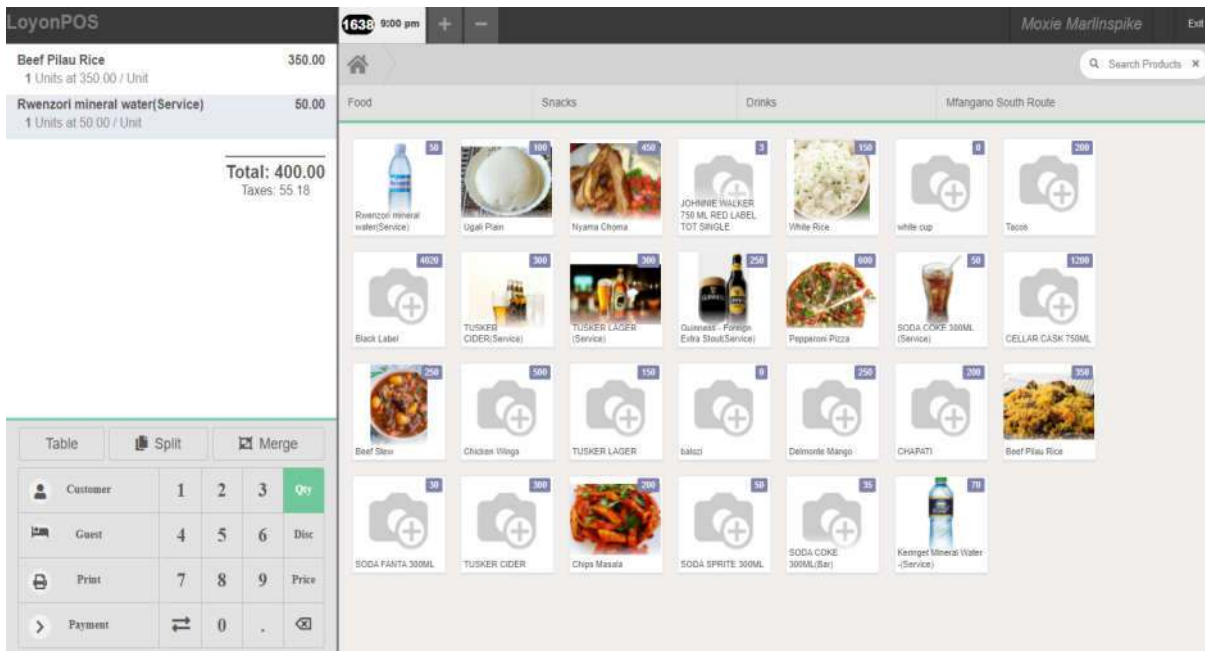 LoyonPOS
1638 9:00 pm + −
Moxie Marlinspike
Exit
Beef Pilau Rice 350.00
1 Units at 350.00 / Unit
Rwenzori mineral water(Service) 50.00
1 Units at 50.00 / Unit
Total: 400.00
Taxes: 55.18
Search Products ×
Food Snacks Drinks Mfangano South Route
50
Rwenzori mineral
water(Service)
100
Ugali Plain
450
Nyama Choma
3
JOHNNIE WALKER
750 ML RED LABEL
TOT SINGLE
150
White Rice
0
white cup
200
Tacos
4020
Black Label
300
TUSKER
CIDER(Service)
300
TUSKER LAGER
(Service)
250
Guinness - Foreign
Extra Stout(Service)
600
Pepperoni Pizza
50
SODA COKE 300ML
(Service)
1200
CELLAR CASK 750ML
250
Beef Stew
500
Chicken Wings
150
TUSKER LAGER
0
balozi
250
Delmonte Mango
200
CHAPATI
350
Beef Pilau Rice
30
SODA FANTA 300ML
300
TUSKER CIDER
200
Chips Masala
50
SODA SPRITE 300ML
35
SODA COKE
300ML(Bar)
70
Keringet Mineral Water
-(Service)
Table Split Merge
Customer 1 2 3 Qty
Guest 4 5 6 Disc
Print 7 8 9 Price
Payment 0 .